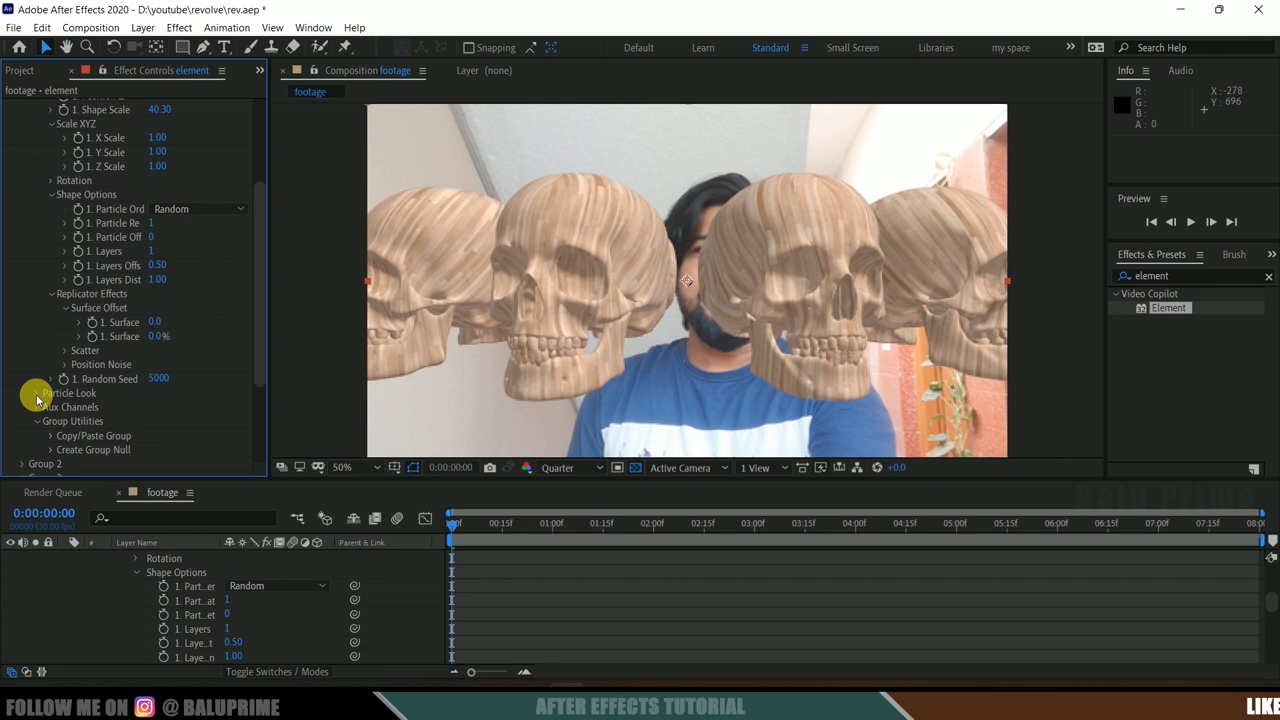 Adobe After Effects 2020 - D:\youtube\revolve\rev.aep *
File Edit Composition Layer Effect Animation View Window Help
Snapping Default Learn Standard Small Screen Libraries my space Search Help
Project Effect Controls element Composition footage Layer (none) Info Audio
footage • element footage
R: G: B: A: 0
X: -278 Y: 696
1. Shape Scale 40.30
Scale XYZ
1. X Scale 1.00
1. Y Scale 1.00
1. Z Scale 1.00
Rotation
Shape Options
1. Particle Ord Random
1. Particle Re 1
1. Particle Off 0
1. Layers 1
1. Layers Offs 0.50
1. Layers Dist 1.00
Replicator Effects
Surface Offset
1. Surface 0.0
1. Surface 0.0%
Scatter
Position Noise
1. Random Seed 5000
Particle Look
Aux Channels
Group Utilities
Copy/Paste Group
Create Group Null
Group 2
Preview
Effects & Presets Brush
element
Video Copilot
32 Element
50% 0:00:00:00 Quarter Active Camera 1 View +0.0
Render Queue footage
Balu Prime
0:00:00:00
00000 (30.00 fps)
00:15f 01:00f 01:15f 02:00f 02:15f 03:00f 03:15f 04:00f 04:15f 05:00f 05:15f 06:00f 06:15f 07:00f 07:15f 08:00f
# Layer Name Parent & Link
Rotation
Shape Options
1. Part...er Random
1. Part...at 1
1. Part...et 0
1. Layers 1
1. Laye...t 0.50
1. Laye...n 1.00
Toggle Switches / Modes
FOLLOW ME ON @ BALUPRIME AFTER EFFECTS TUTORIAL LIKE